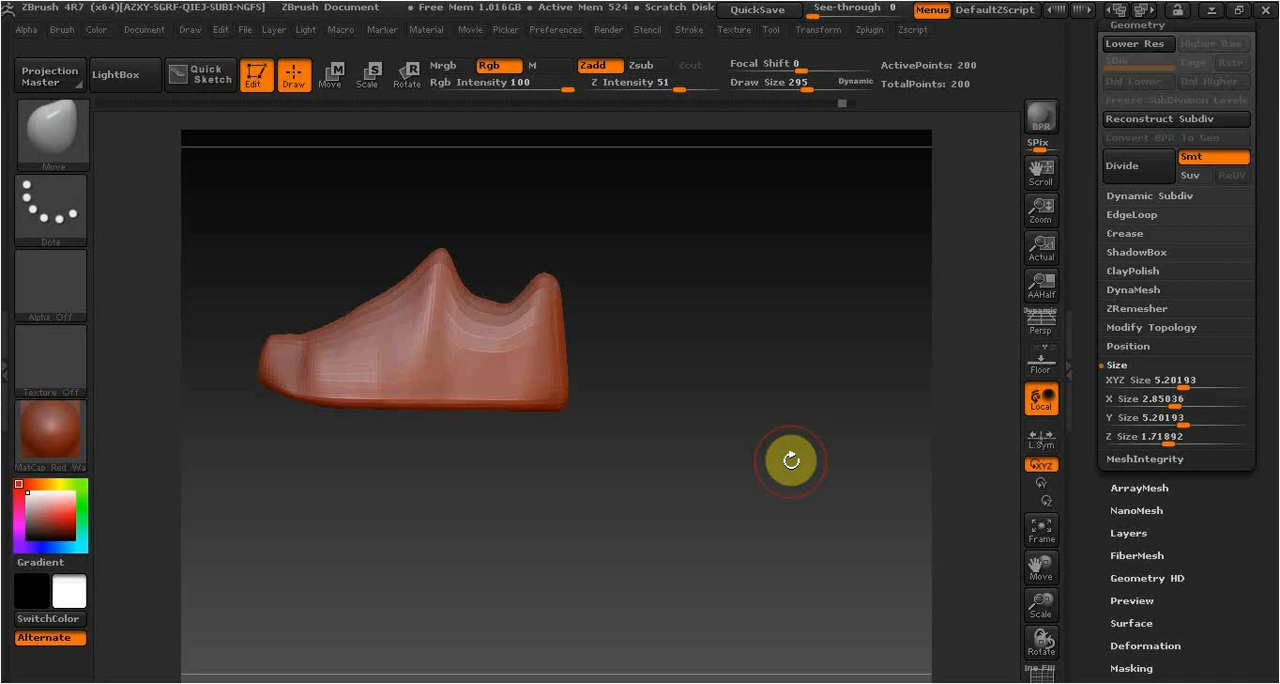 ZBrush 4R7 (x64)[AZXY-SGRF-QIEJ-SUBI-NGFS] ZBrush Document • Free Mem 1.016GB • Active Mem 524 • Scratch Disk QuickSave See-through 0 Menus DefaultZScript
Alpha Brush Color Document Draw Edit File Layer Light Macro Marker Material Movie Picker Preferences Render Stencil Stroke Texture Tool Transform Zplugin Zscript
Projection Master
LightBox
Quick Sketch
Edit
Draw
Move
Scale
Rotate
Mrgb Rgb M
Rgb Intensity 100
Zadd Zsub Zcut
Z Intensity 51
Focal Shift 0
Draw Size 295 Dynamic
ActivePoints: 200
TotalPoints: 200
Move
Dots
Alpha Off
Texture Off
MatCap Red Wa
Gradient
SwitchColor
Alternate
BPR
SPix
Scroll
Zoom
Actual
AAHalf
Dynamic
Persp
Floor
Local
L.Sym
XYZ
Y
Z
Frame
Move
Scale
Rotate
Line Fill
Geometry
Lower Res Higher Res
SDiv Cage Rstr
Del Lower Del Higher
Freeze SubDivision Levels
Reconstruct Subdiv
Convert BPR To Geo
Divide
Smt
Suv ReUV
Dynamic Subdiv
EdgeLoop
Crease
ShadowBox
ClayPolish
DynaMesh
ZRemesher
Modify Topology
Position
Size
XYZ Size 5.20193
X Size 2.85036
Y Size 5.20193
Z Size 1.71892
MeshIntegrity
ArrayMesh
NanoMesh
Layers
FiberMesh
Geometry HD
Preview
Surface
Deformation
Masking